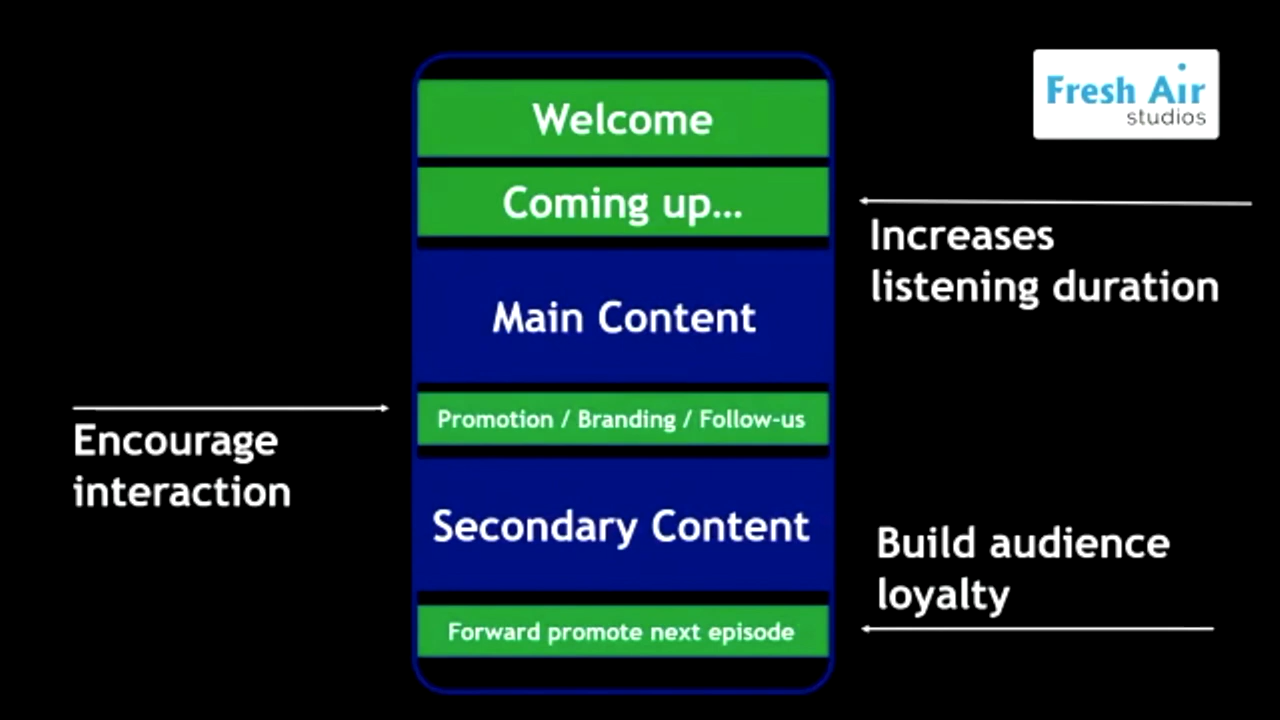 Fresh Air
studios
Welcome
Coming up...
Increases
listening duration
Main Content
Promotion / Branding / Follow-us
Encourage
interaction
Secondary Content
Build audience
loyalty
Forward promote next episode